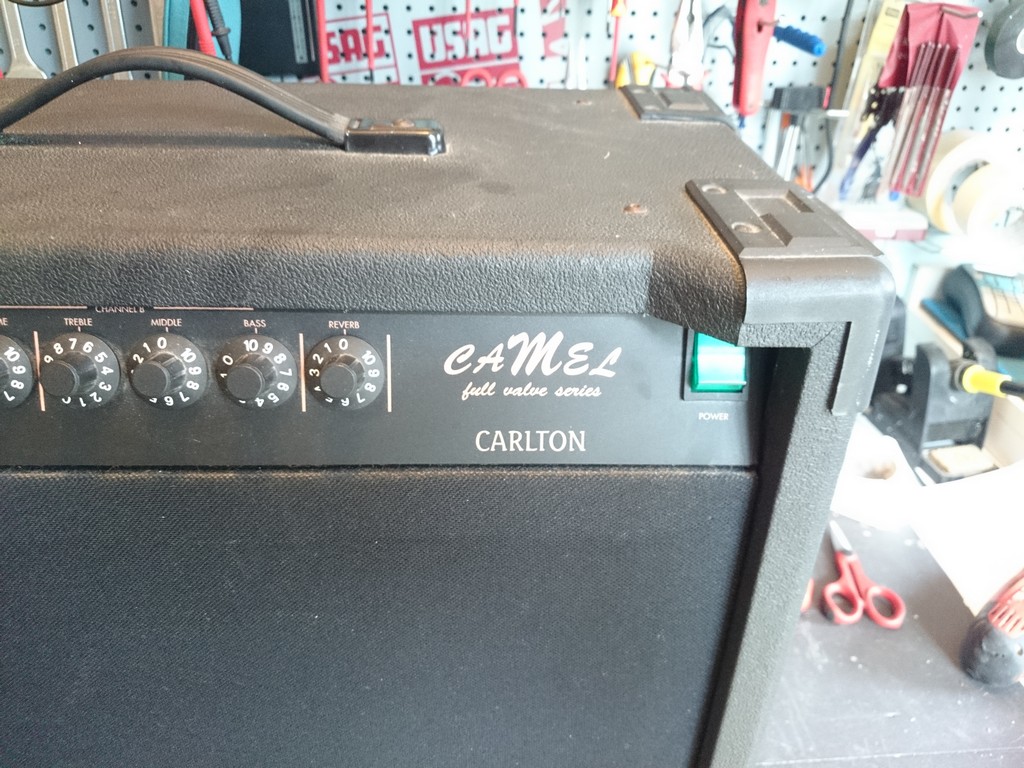 USAG
USAG
CHANNEL B
TREBLE
MIDDLE
BASS
REVERB
CAMEL
full valve series
CARLTON
POWER